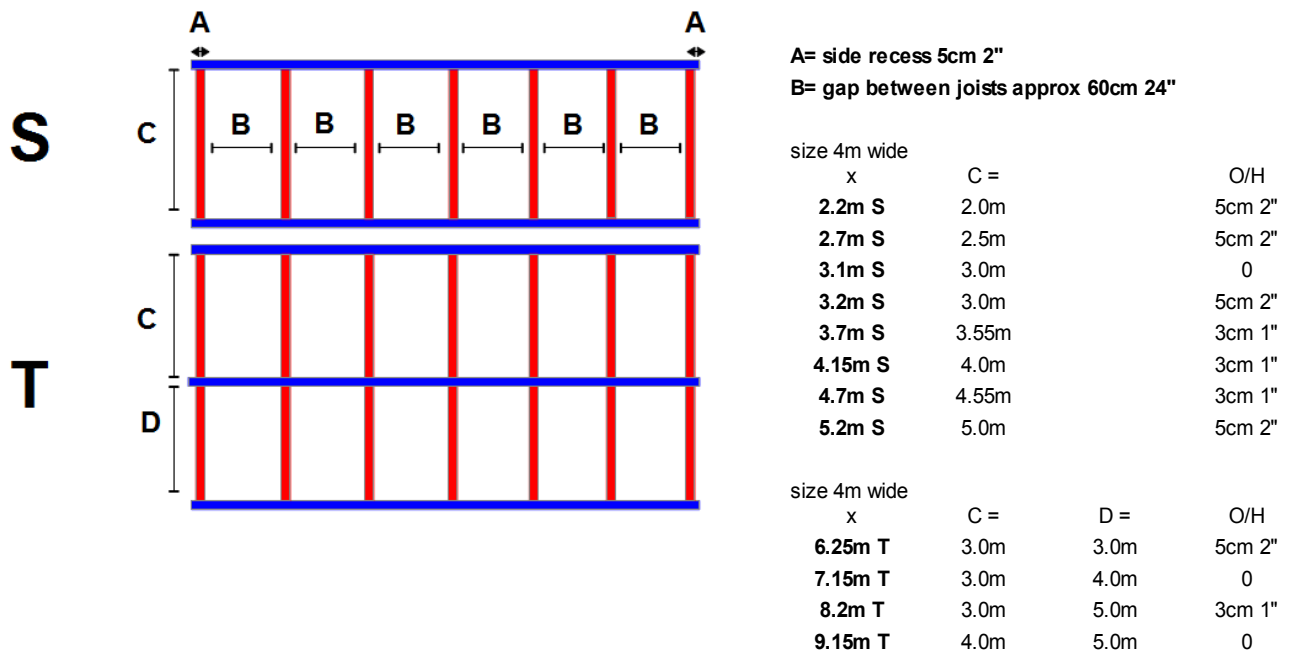 A A
S
C B B B B B B
T
C
D
A= side recess 5cm 2"
B= gap between joists approx 60cm 24"
size 4m wide
x C = O/H
2.2m S 2.0m 5cm 2"
2.7m S 2.5m 5cm 2"
3.1m S 3.0m 0
3.2m S 3.0m 5cm 2"
3.7m S 3.55m 3cm 1"
4.15m S 4.0m 3cm 1"
4.7m S 4.55m 3cm 1"
5.2m S 5.0m 5cm 2"
size 4m wide
x C = D = O/H
6.25m T 3.0m 3.0m 5cm 2"
7.15m T 3.0m 4.0m 0
8.2m T 3.0m 5.0m 3cm 1"
9.15m T 4.0m 5.0m 0